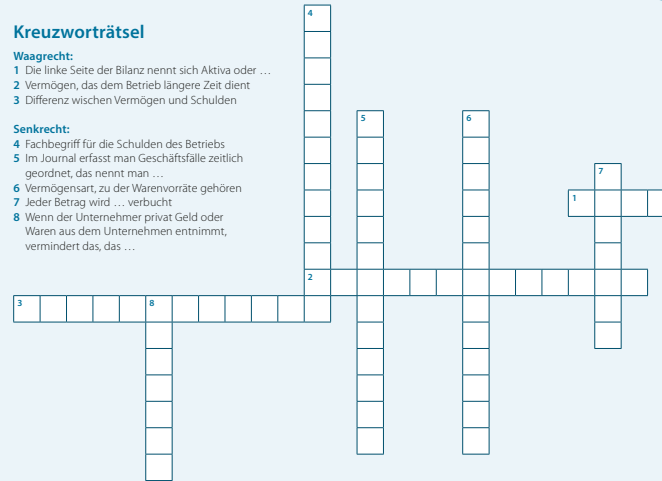 Kreuzworträtsel
Waagrecht:
1 Die linke Seite der Bilanz nennt sich Aktiva oder …
2 Vermögen, das dem Betrieb längere Zeit dient
3 Differenz wischen Vermögen und Schulden
Senkrecht:
4 Fachbegriff für die Schulden des Betriebs
5 Im Journal erfasst man Geschäftsfälle zeitlich
geordnet, das nennt man …
6 Vermögensart, zu der Warenvorräte gehören
7 Jeder Betrag wird … verbucht
8 Wenn der Unternehmer privat Geld oder
Waren aus dem Unternehmen entnimmt,
vermindert das, das …
4
5
6
7
1
2
3
8